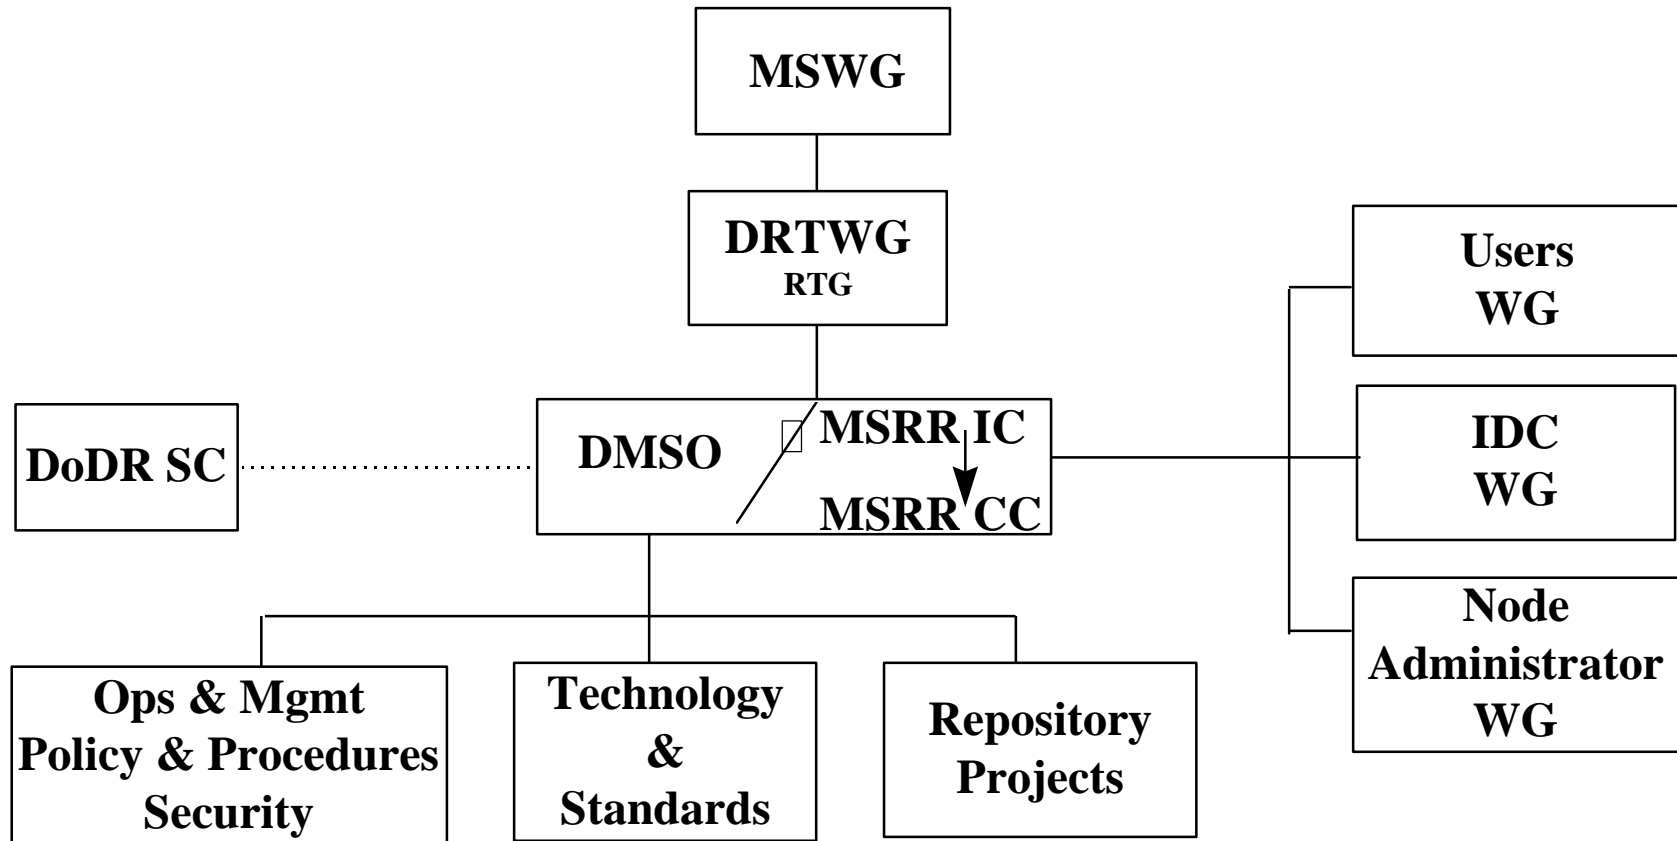 MSWG
DRTWG
RTG
Users
WG
DoDR SC
DMSO
MSRR IC
MSRR CC
IDC
WG
Node
Administrator
WG
Ops & Mgmt
Policy & Procedures
Security
Technology
&
Standards
Repository
Projects